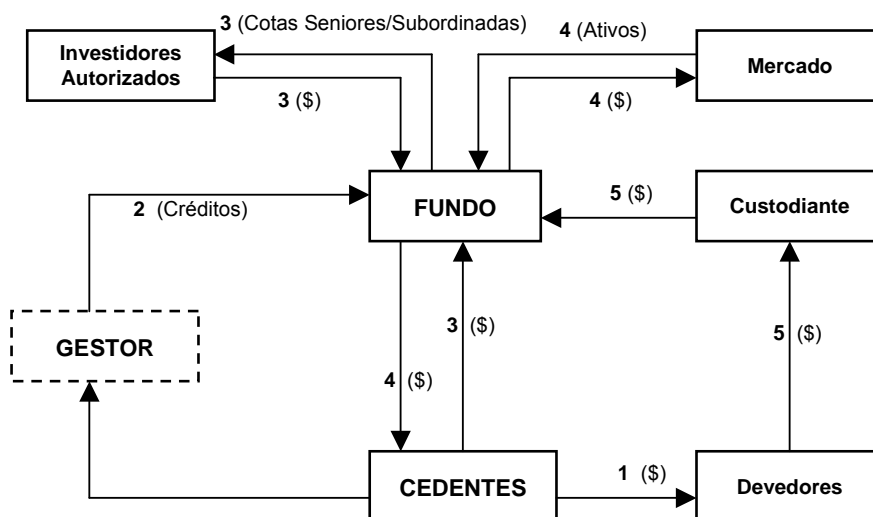 3 (Cotas Seniores/Subordinadas)
4 (Ativos)
Investidores
Autorizados
Mercado
3 ($)
4 ($)
2 (Créditos)
FUNDO
5 ($)
Custodiante
GESTOR
3 ($)
5 ($)
4 ($)
CEDENTES
1 ($)
Devedores